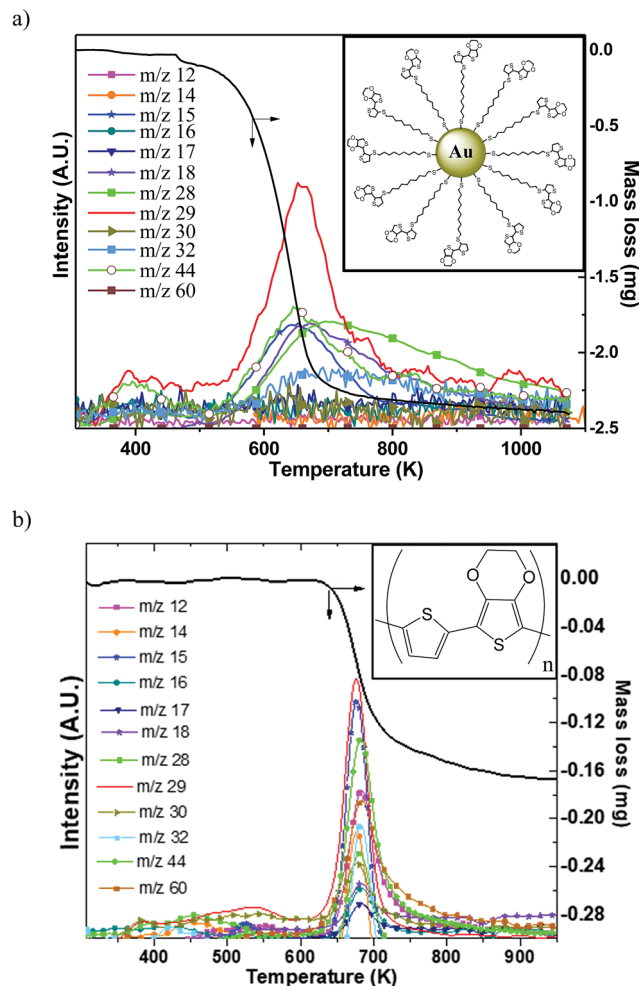 a)
m/z 12
m/z 14
m/z 15
m/z 16
m/z 17
m/z 18
m/z 28
m/z 29
m/z 30
m/z 32
m/z 44
m/z 60
Au
Intensity (A.U.)
0.0
-0.5
-1.0
-1.5
-2.0
-2.5
Mass loss (mg)
400 600 800 1000
Temperature (K)
b)
m/z 12
m/z 14
m/z 15
m/z 16
m/z 17
m/z 18
m/z 28
m/z 29
m/z 30
m/z 32
m/z 44
m/z 60
O
O
S
S
n
Intensity (A.U.)
0.00
-0.04
-0.08
-0.12
-0.16
-0.20
-0.24
-0.28
Mass loss (mg)
400 500 600 700 800 900
Temperature (K)